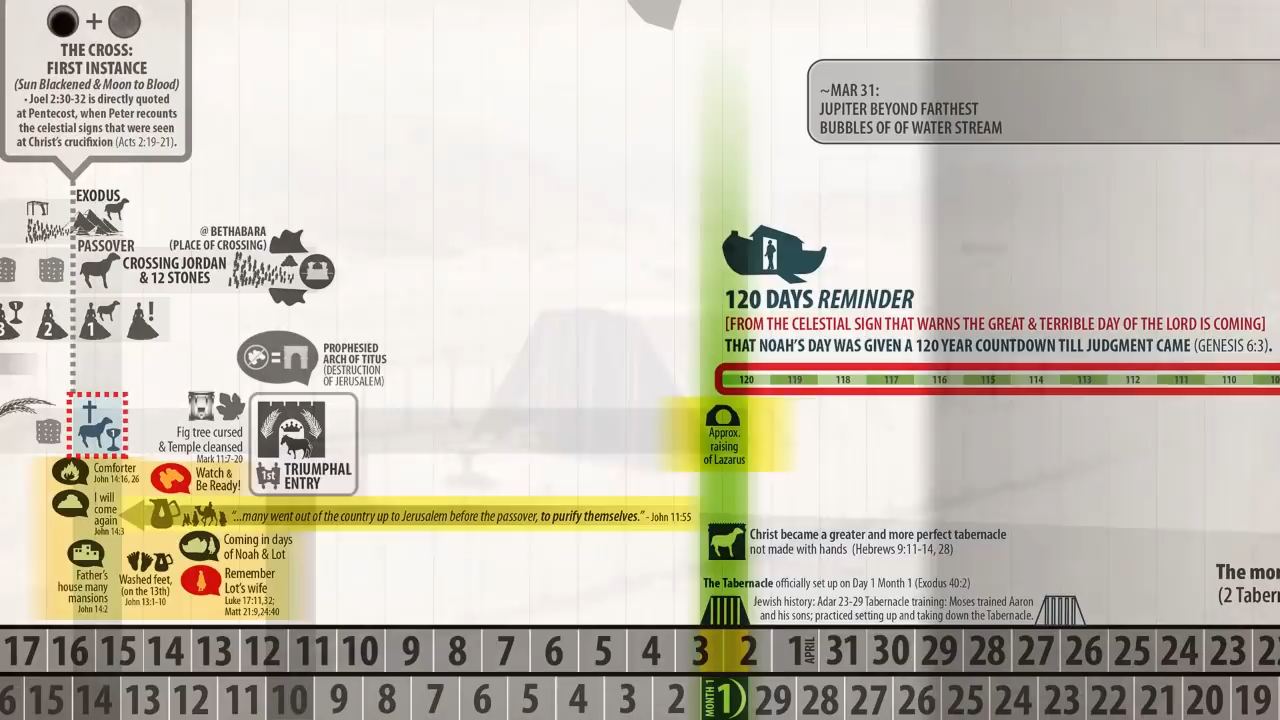 +
THE CROSS:
FIRST INSTANCE
(Sun Blackened & Moon to Blood)
• Joel 2:30-32 is directly quoted
at Pentecost, when Peter recounts
the celestial signs that were seen
at Christ's crucifixion (Acts 2:19-21).
~MAR 31:
JUPITER BEYOND FARTHEST
BUBBLES OF OF WATER STREAM
EXODUS
PASSOVER
@ BETHABARA
(PLACE OF CROSSING)
CROSSING JORDAN
& 12 STONES
3 2 1 !
120 DAYS REMINDER
[FROM THE CELESTIAL SIGN THAT WARNS THE GREAT & TERRIBLE DAY OF THE LORD IS COMING]
THAT NOAH'S DAY WAS GIVEN A 120 YEAR COUNTDOWN TILL JUDGMENT CAME (GENESIS 6:3).
120 119 118 117 116 115 114 113 112 111 110
PROPHESIED
ARCH OF TITUS
(DESTRUCTION
OF JERUSALEM)
Fig tree cursed
& Temple cleansed
Mark 11:7-20
1st TRIUMPHAL
ENTRY
Approx.
raising
of Lazarus
Comforter
John 14:16, 26
Watch &
Be Ready!
I will
come
again
John 14:3
"...many went out of the country up to Jerusalem before the passover, to purify themselves." - John 11:55
Father's
house many
mansions
John 14:2
Washed feet,
(on the 13th)
John 13:1-10
Coming in days
of Noah & Lot
Remember
Lot's wife
Luke 17:11,32;
Matt 21:9,24:40
Christ became a greater and more perfect tabernacle
not made with hands (Hebrews 9:11-14, 28)
The Tabernacle officially set up on Day 1 Month 1 (Exodus 40:2)
Jewish history: Adar 23-29 Tabernacle training: Moses trained Aaron
and his sons; practiced setting up and taking down the Tabernacle.
(2
17 16 15 14 13 12 11 10 9 8 7 6 5 4 3 2 1 APRIL 31 30 29 28 27 26 25 24 23
15 14 13 12 11 10 9 8 7 6 5 4 3 2 MONTH 1 1 29 28 27 26 25 24 23 22 21 20 19